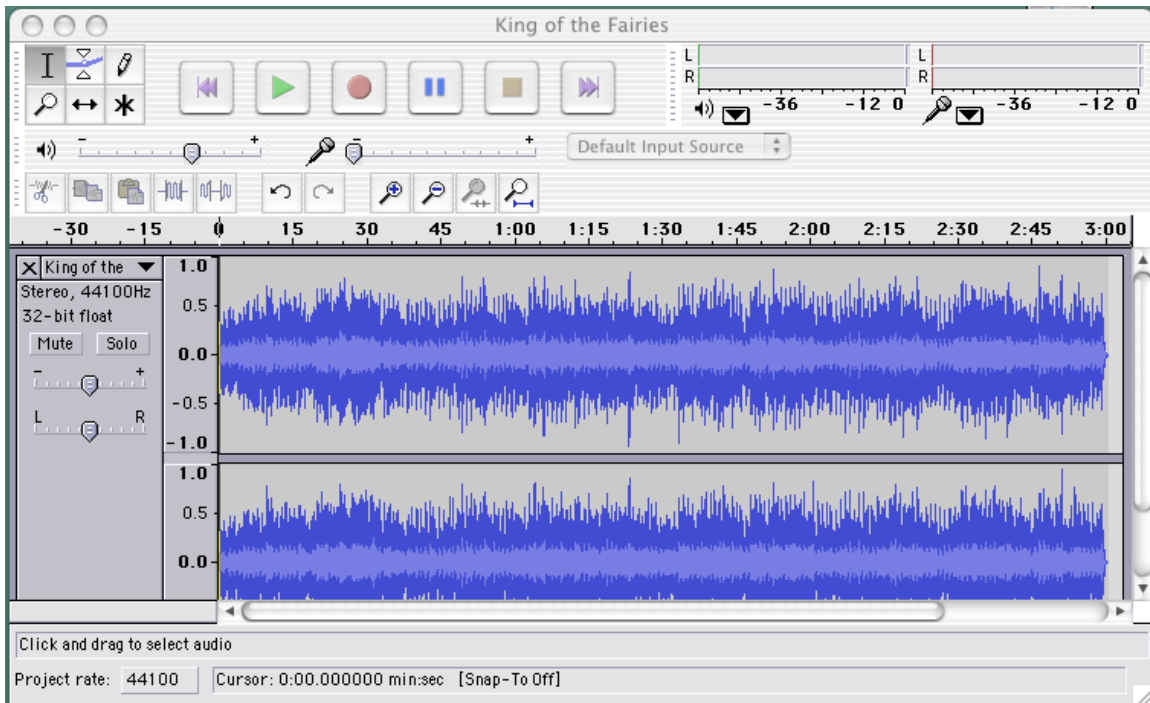 King of the Fairies
L
R
-36 -12 0
L
R
-36 -12 0
- +
- +
Default Input Source
-30 -15 0 15 30 45 1:00 1:15 1:30 1:45 2:00 2:15 2:30 2:45 3:00
X King of the
Stereo, 44100Hz
32-bit float
Mute Solo
- +
L R
1.0
0.5
0.0
-0.5
-1.0
1.0
0.5
0.0
Click and drag to select audio
Project rate: 44100 Cursor: 0:00.000000 min:sec [Snap-To Off]